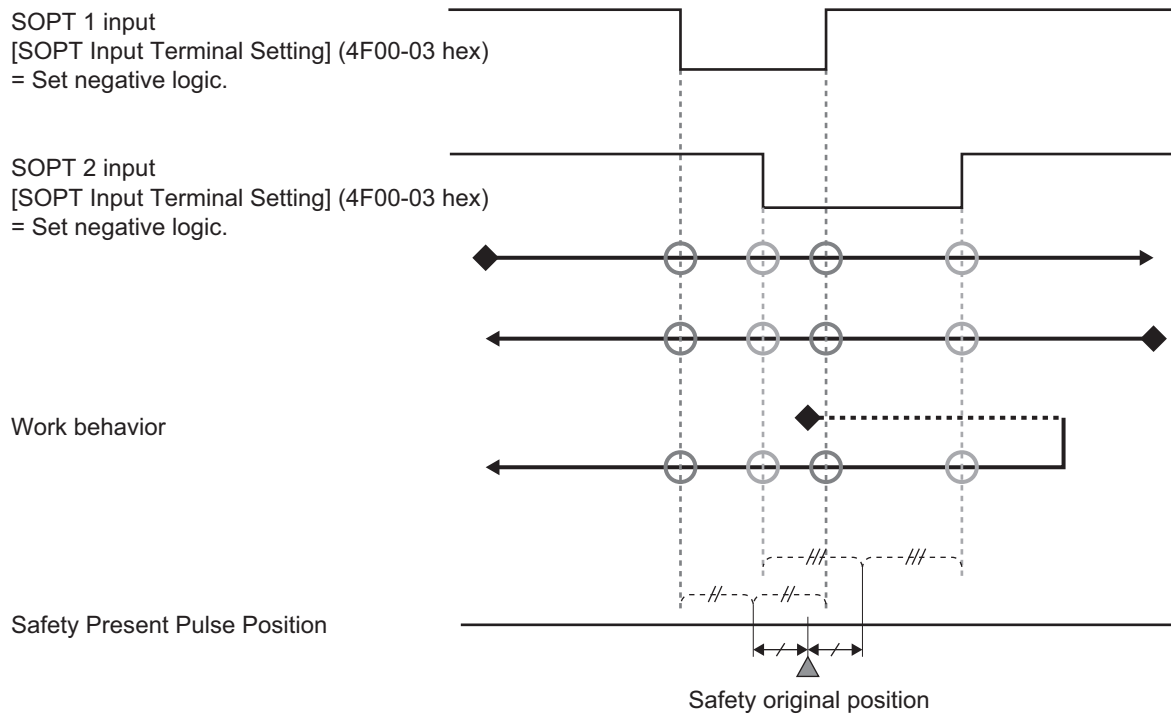 SOPT 1 input
[SOPT Input Terminal Setting] (4F00-03 hex)
= Set negative logic.
SOPT 2 input
[SOPT Input Terminal Setting] (4F00-03 hex)
= Set negative logic.
Work behavior
Safety Present Pulse Position
Safety original position